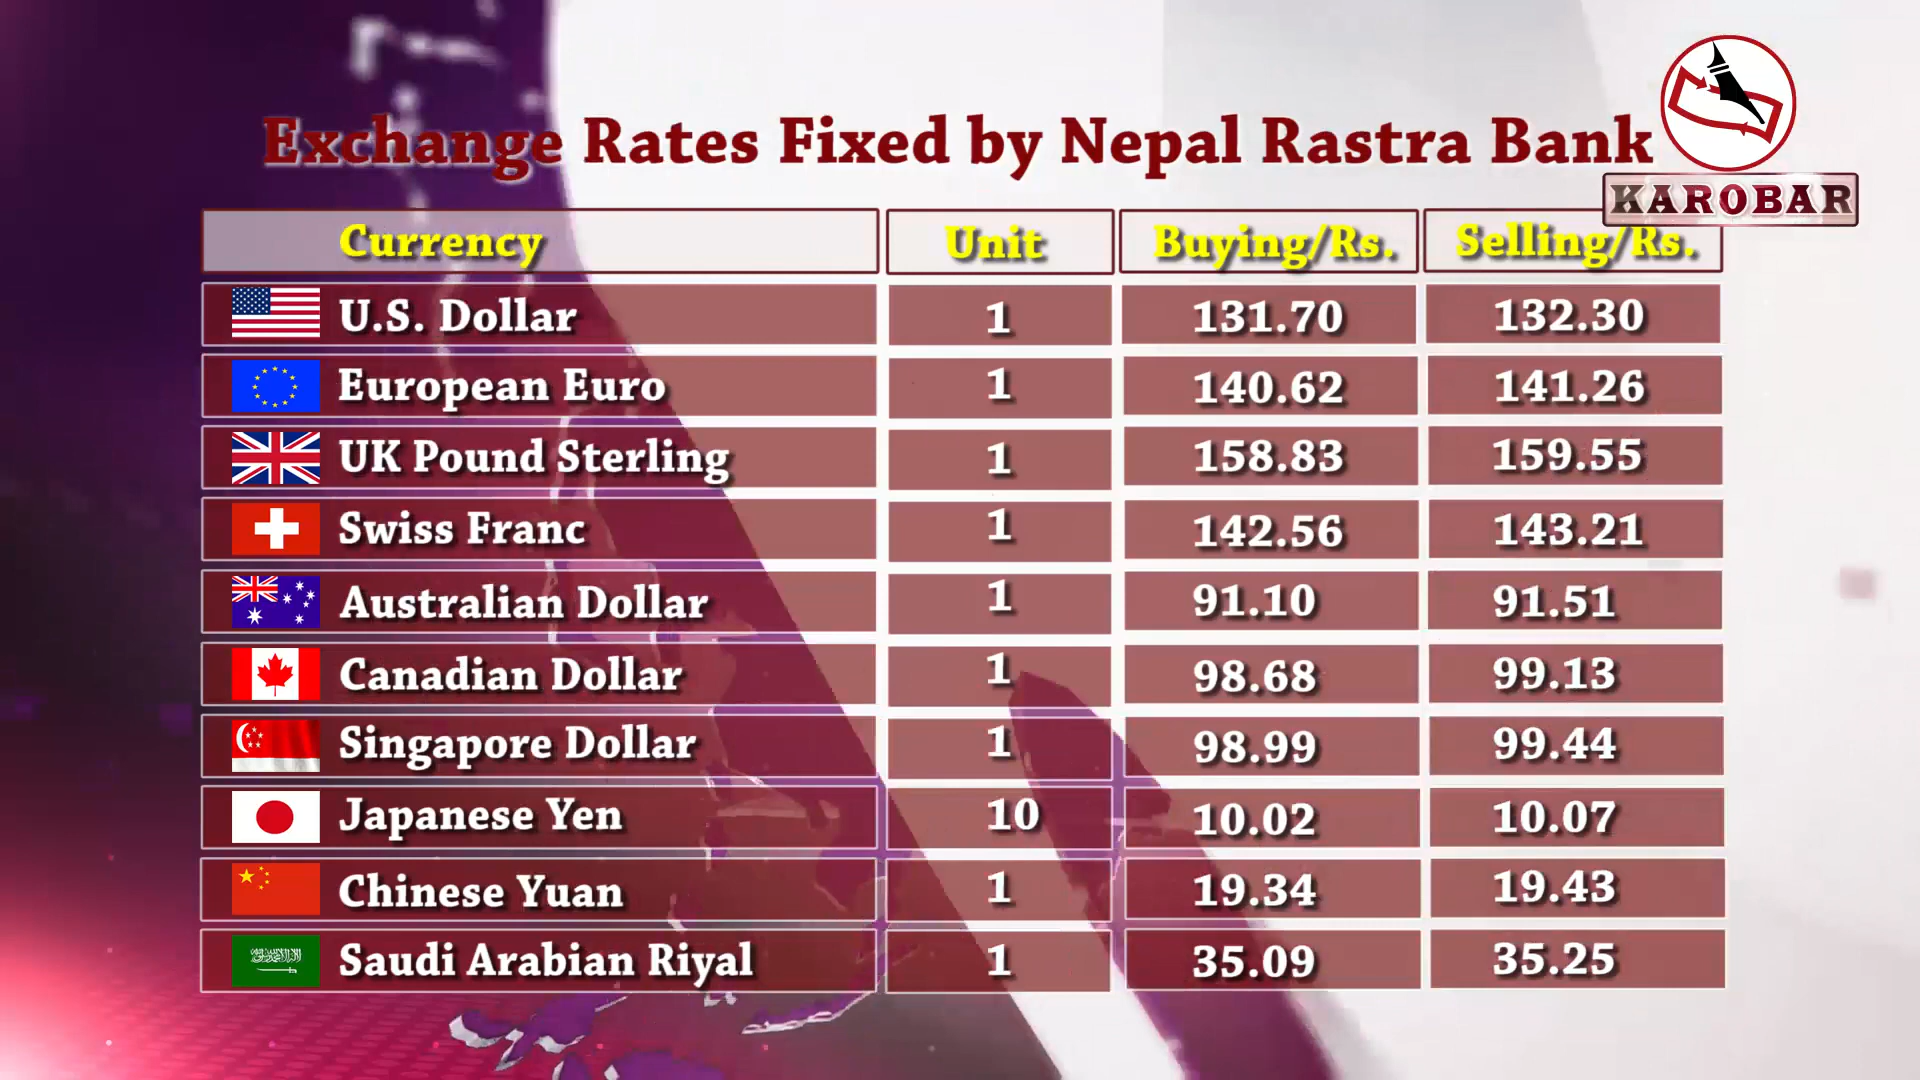 Exchange Rates Fixed by Nepal Rastra Bank
KAROBAR
Currency Unit Buying/Rs. Selling/Rs.
U.S. Dollar 1 131.70 132.30
European Euro 1 140.62 141.26
UK Pound Sterling 1 158.83 159.55
Swiss Franc 1 142.56 143.21
Australian Dollar 1 91.10 91.51
Canadian Dollar 1 98.68 99.13
Singapore Dollar 1 98.99 99.44
Japanese Yen 10 10.02 10.07
Chinese Yuan 1 19.34 19.43
Saudi Arabian Riyal 1 35.09 35.25